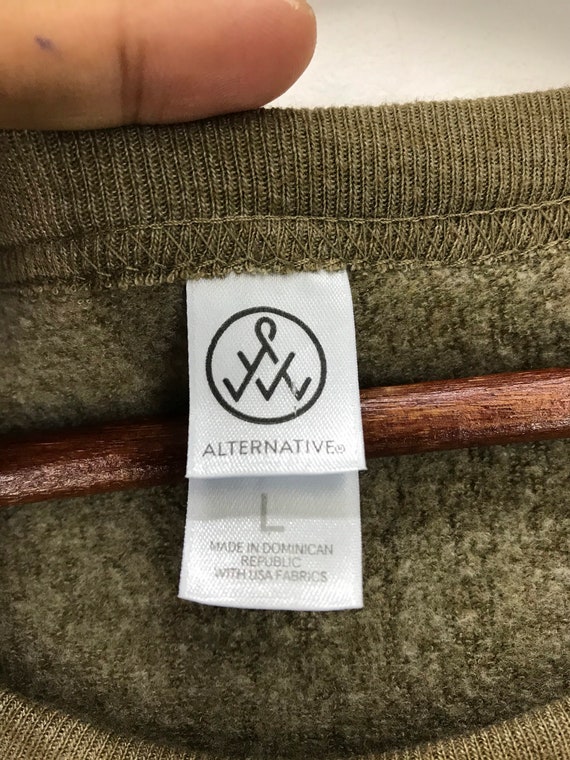 ALTERNATIVE®
L
MADE IN DOMINICAN
REPUBLIC
WITH USA FABRICS